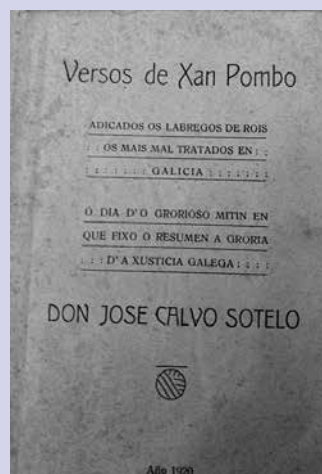 Versos de Xan Pombo
ADICADOS OS LABREGOS DE ROIS
: : OS MAIS MAL TRATADOS EN : :
: : : : : : : GALICIA : : : : : : :
O DIA D'O GRORIOSO MITIN EN
QUE FIXO O RESUMEN A GRORIA
: : : D'A XUSTICIA GALEGA : : : :
DON JOSE CALVO SOTELO
Año 1920